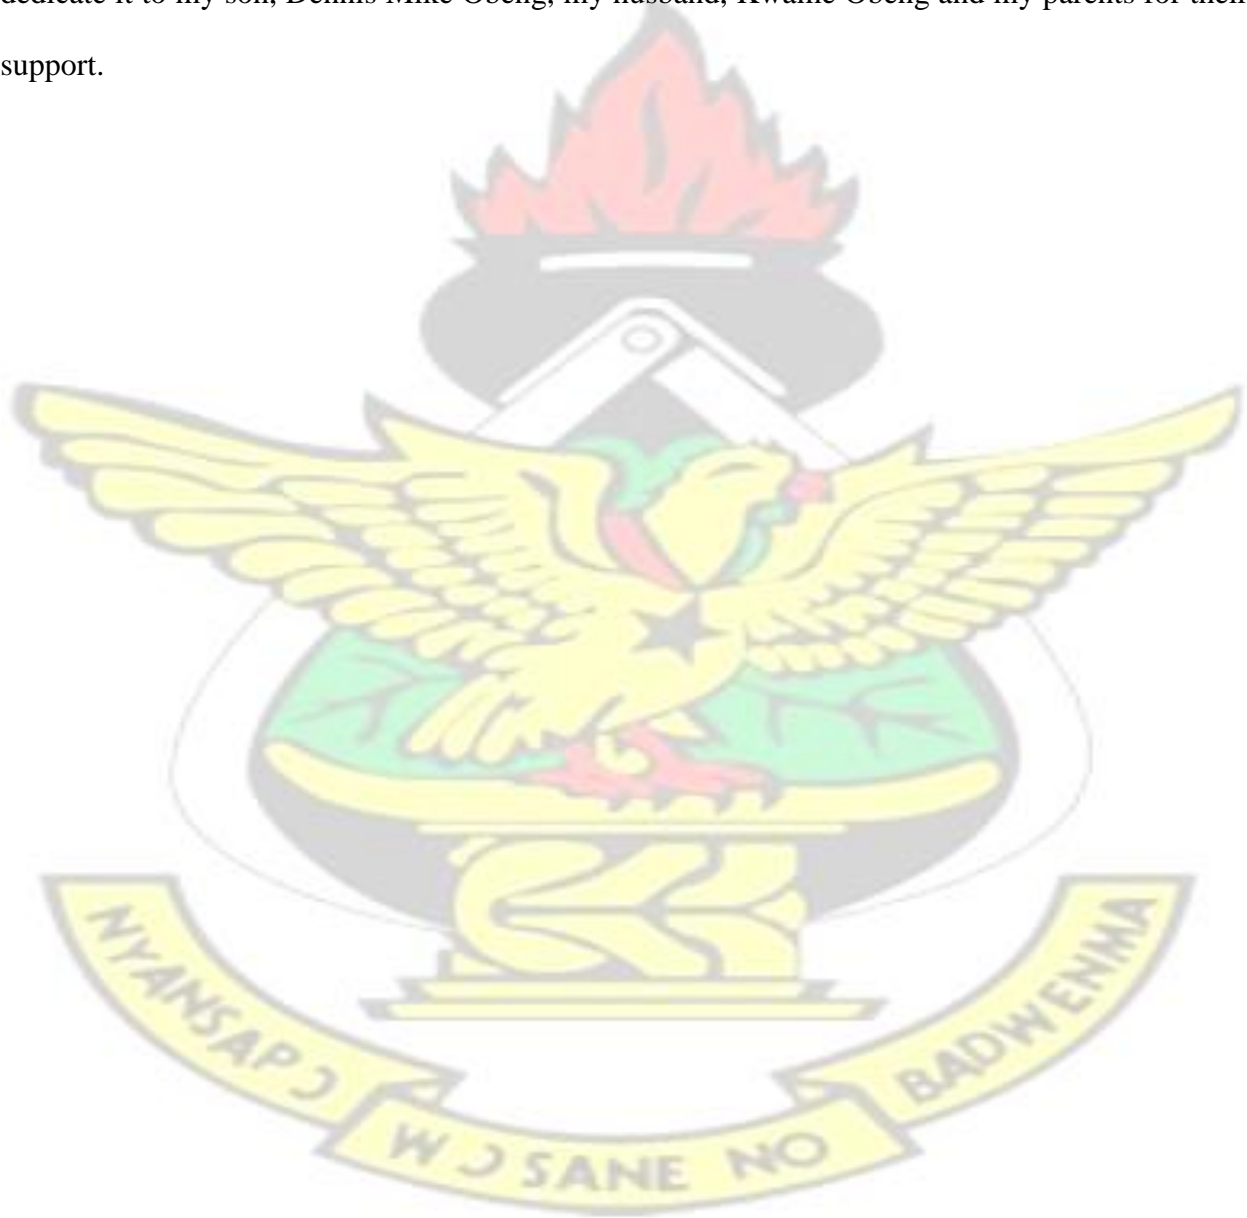 dedicate it to my son, Dennis Mike Obeng, my husband, Kwame Obeng and my parents for their
support.
NYANSAPƆ WƆSANE NO BADWENMA